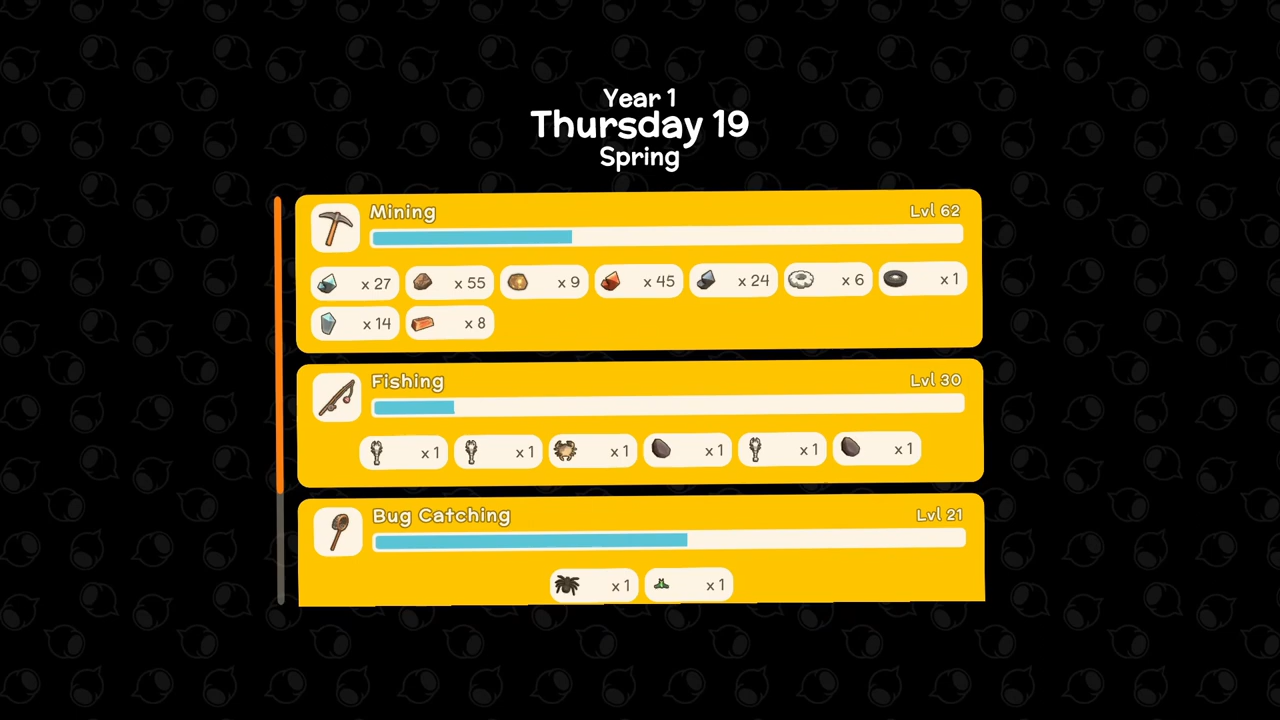 Year 1
Thursday 19
Spring
Mining Lvl 62
x 27 x 55 x 9 x 45 x 24 x 6 x 1
x 14 x 8
Fishing Lvl 30
x 1 x 1 x 1 x 1 x 1 x 1
Bug Catching Lvl 21
x 1 x 1